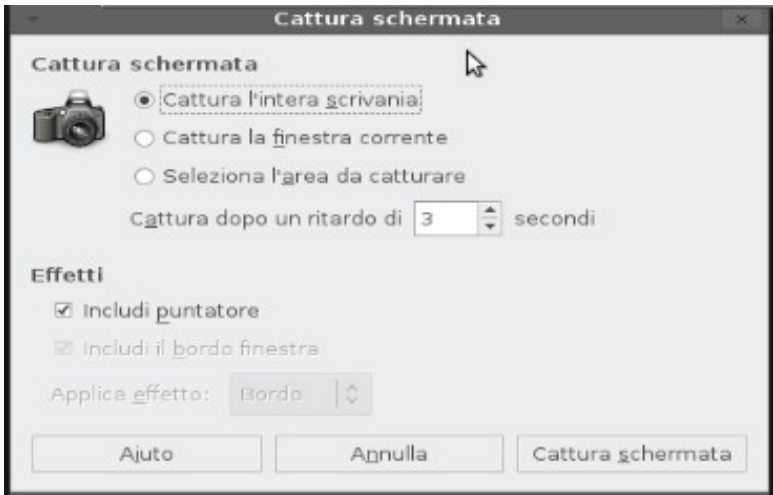 Cattura schermata
Cattura schermata
Cattura l'intera scrivania
Cattura la finestra corrente
Seleziona l'area da catturare
Cattura dopo un ritardo di 3 secondi
Effetti
Includi puntatore
Includi il bordo finestra
Applica effetto: Bordo
Aiuto Annulla Cattura schermata